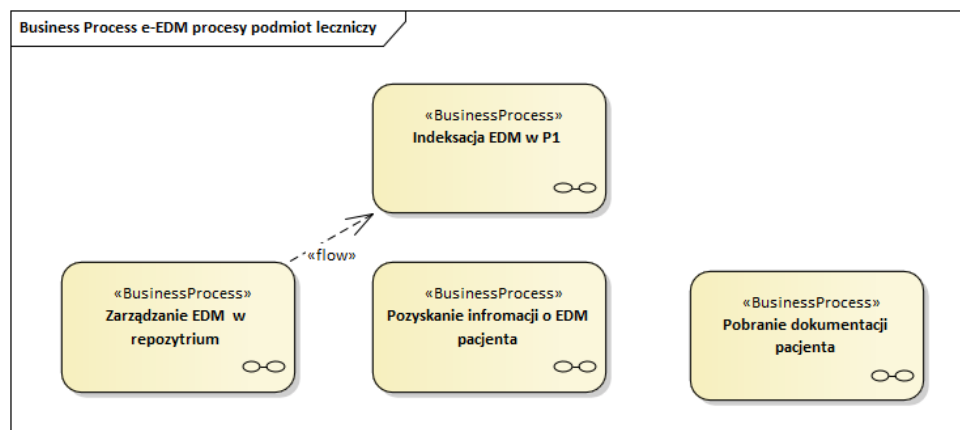 Business Process e-EDM procesy podmiot leczniczy
«BusinessProcess»
Indeksacja EDM w P1
«flow»
«BusinessProcess»
Zarządzanie EDM w
repozytrium
«BusinessProcess»
Pozyskanie infromacji o EDM
pacjenta
«BusinessProcess»
Pobranie dokumentacji
pacjenta